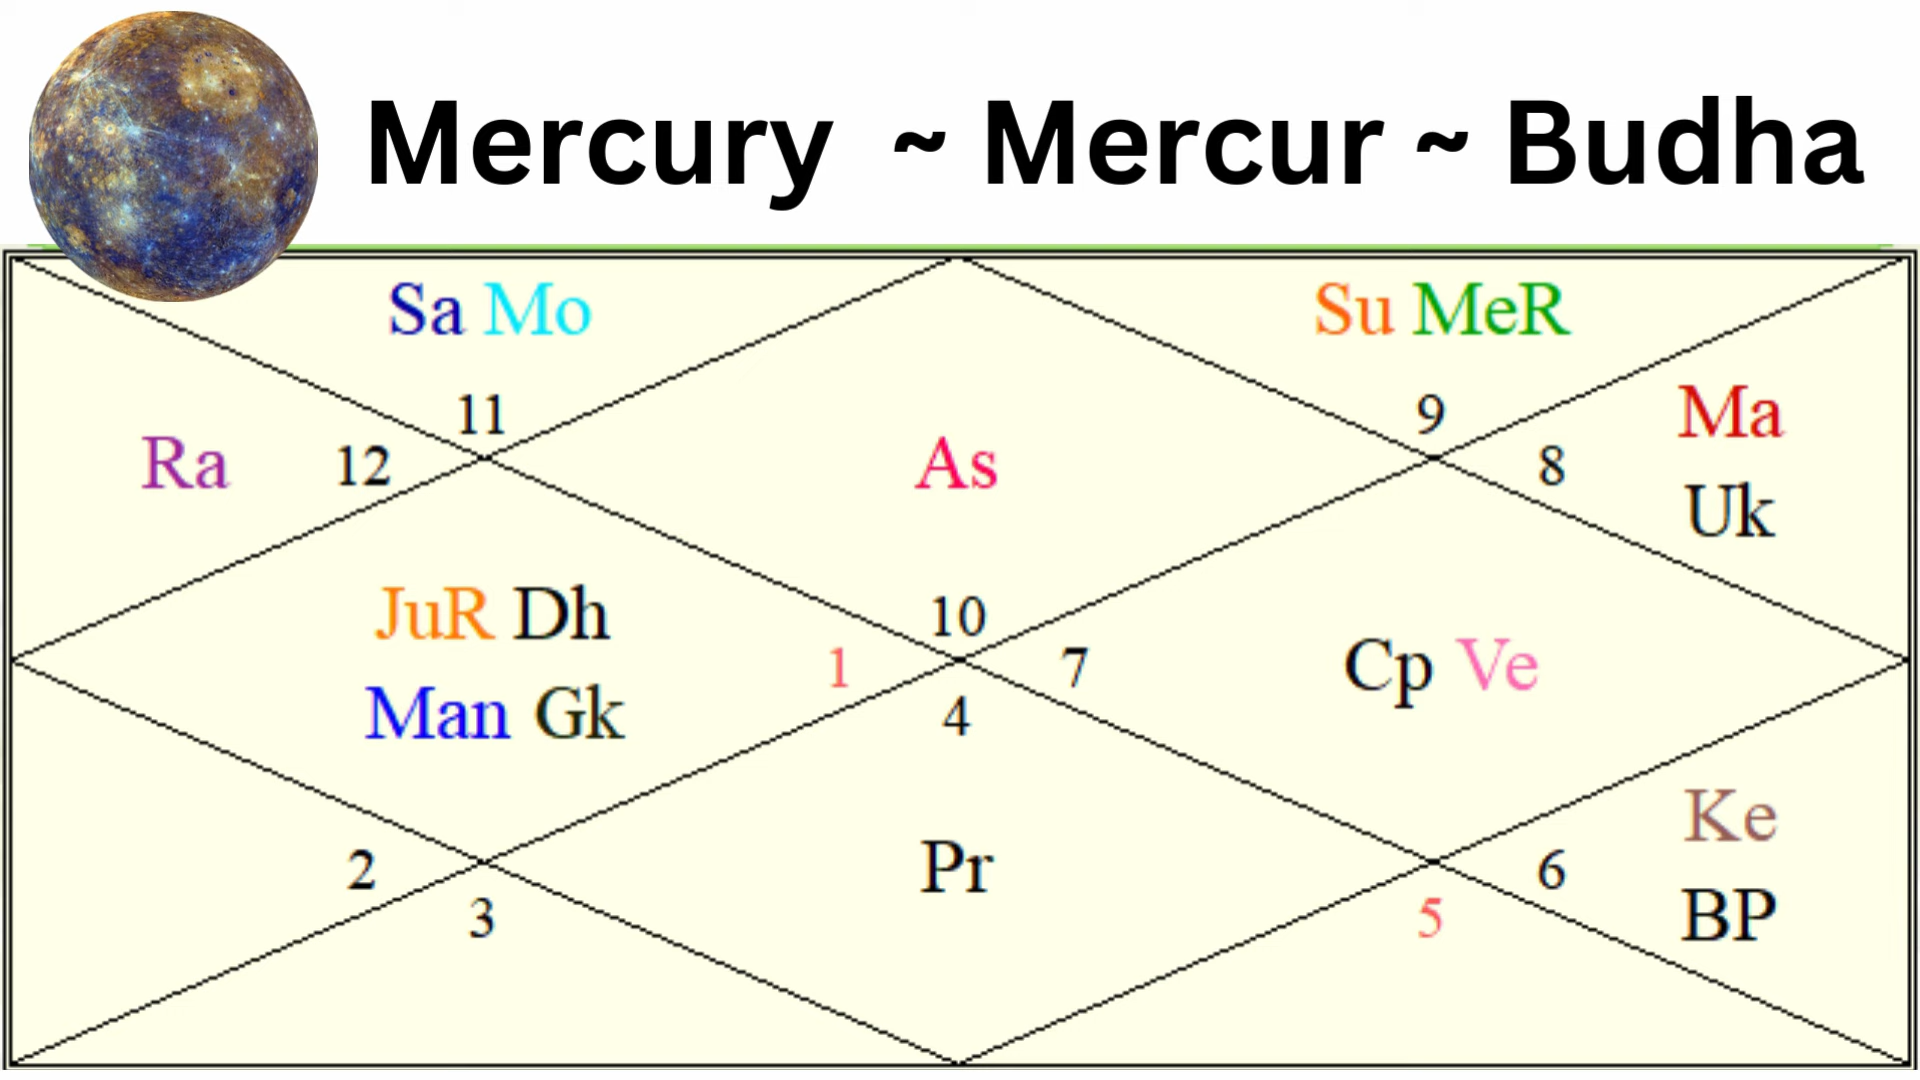 Mercury ~ Mercur ~ Budha
Sa Mo
Su MeR
11
9
Ma
Ra 12
As
8
Uk
JuR Dh
10
1
7
Cp Ve
Man Gk
4
Ke
2
Pr
6
3
5
BP